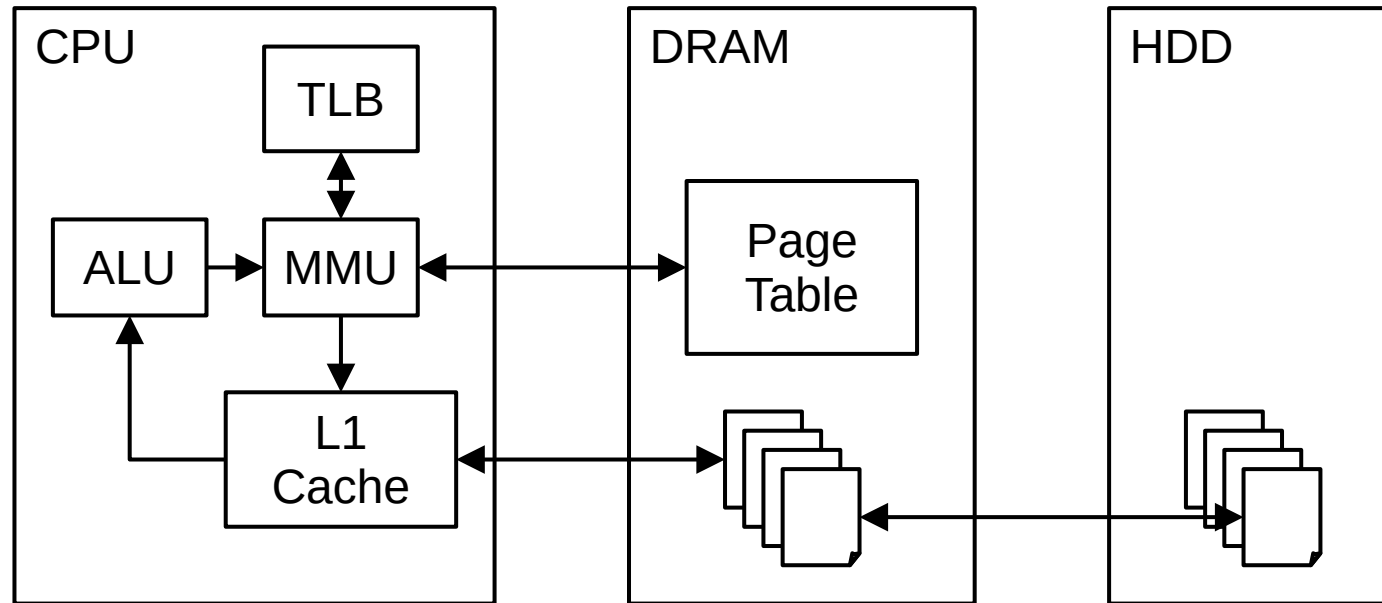 CPU
DRAM
HDD
TLB
ALU
MMU
Page
Table
L1
Cache